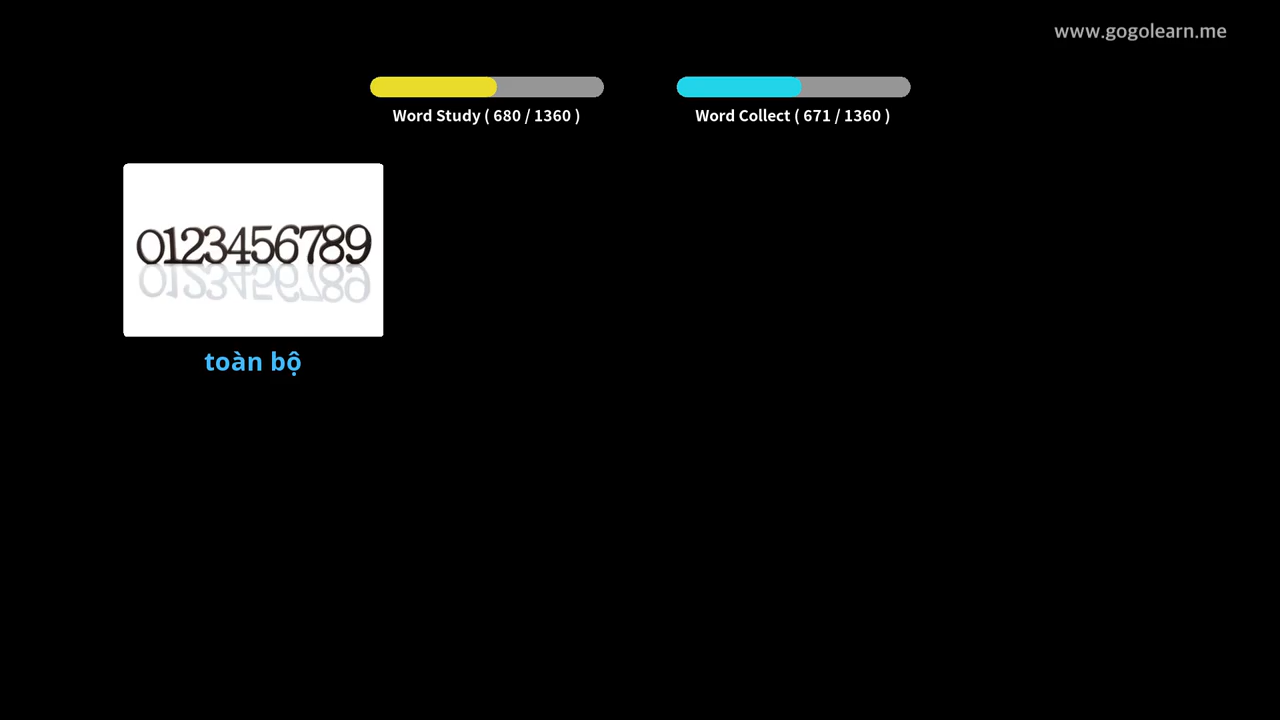 www.gogolearn.me
Word Study ( 680 / 1360 )
Word Collect ( 671 / 1360 )
0123456789
toàn bộ